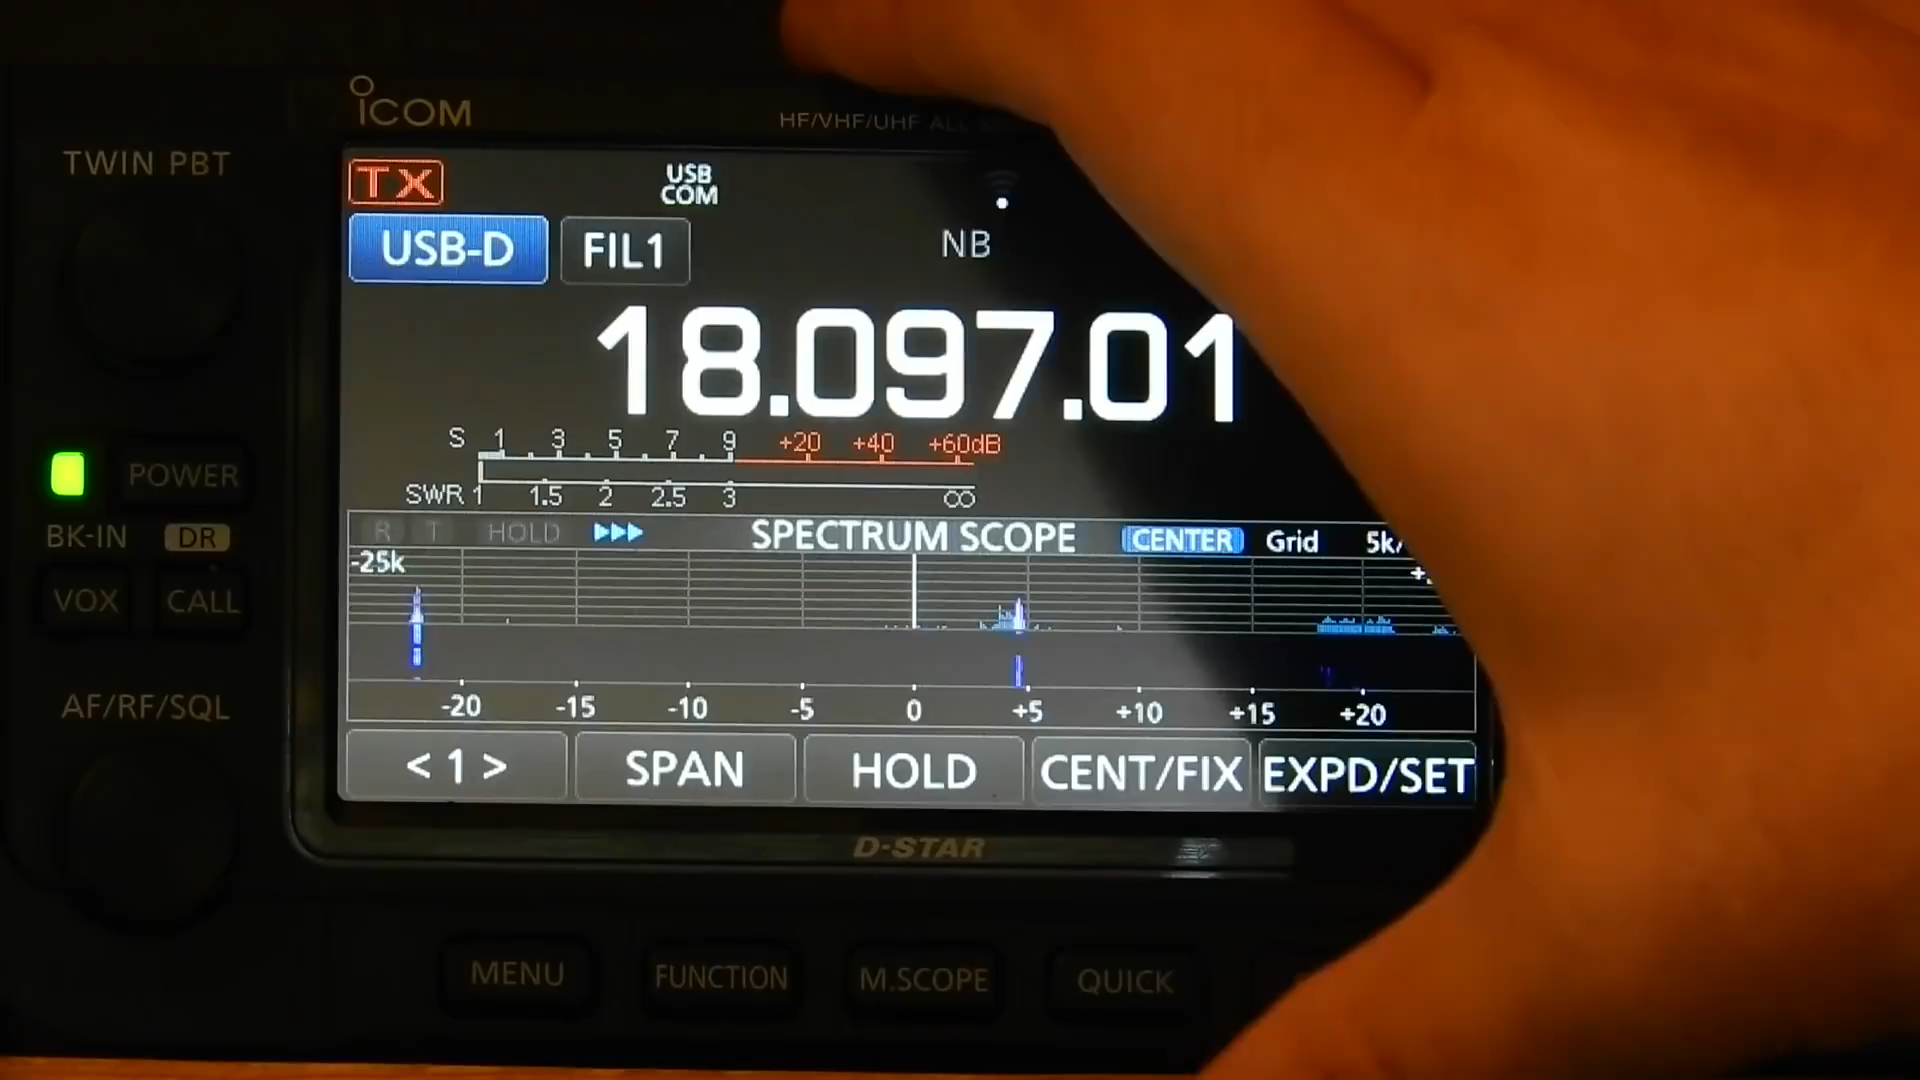 ICOM
HF/VHF/UHF ALL
TWIN PBT
TX
USB
COM
USB-D
FIL1
NB
18.097.01
S 1 3 5 7 9 +20 +40 +60dB
SWR 1 1.5 2 2.5 3 ∞
POWER
BK-IN DR
VOX CALL
R T HOLD SPECTRUM SCOPE CENTER Grid 5k/
-25k
-20 -15 -10 -5 0 +5 +10 +15 +20
AF/RF/SQL
< 1 > SPAN HOLD CENT/FIX EXPD/SET
D-STAR
MENU FUNCTION M.SCOPE QUICK